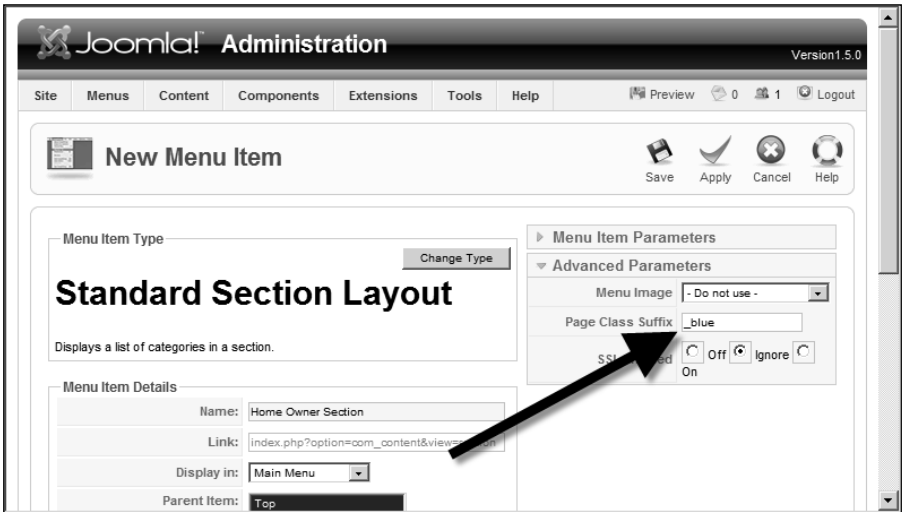 Joomla! Administration
Version1.5.0
Site Menus Content Components Extensions Tools Help Preview 0 1 Logout
New Menu Item
Save Apply Cancel Help
Menu Item Type
Change Type
Standard Section Layout
Displays a list of categories in a section.
Menu Item Details
Name: Home Owner Section
Link: index.php?option=com_content&view=
Display in: Main Menu
Parent Item: Top
Menu Item Parameters
Advanced Parameters
Menu Image - Do not use -
Page Class Suffix _blue
Off Ignore
On